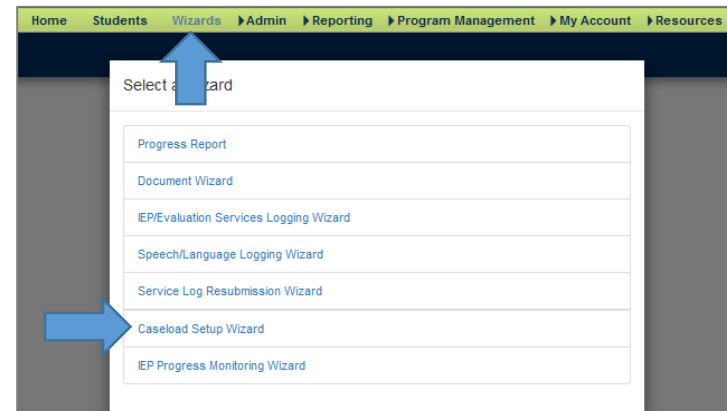 Home Students Wizards Admin Reporting Program Management My Account Resources
Select a Wizard
Progress Report
Document Wizard
IEP/Evaluation Services Logging Wizard
Speech/Language Logging Wizard
Service Log Resubmission Wizard
Caseload Setup Wizard
IEP Progress Monitoring Wizard